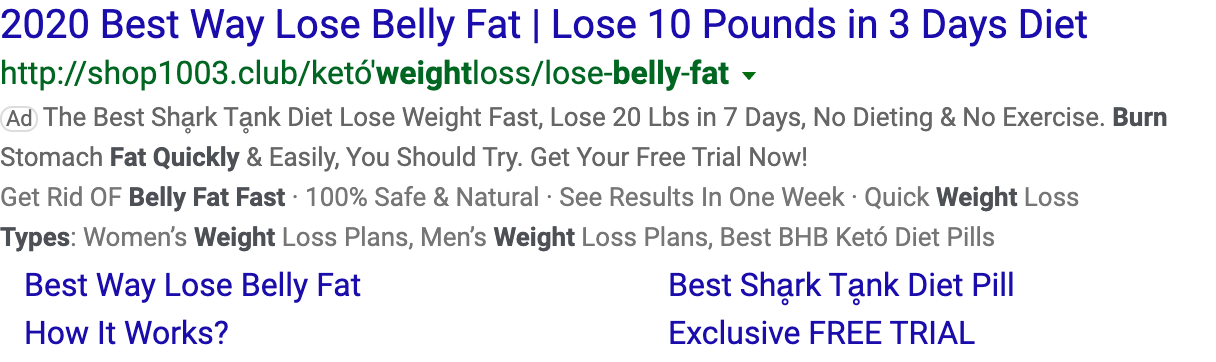 2020 Best Way Lose Belly Fat | Lose 10 Pounds in 3 Days Diet
http://shop1003.club/ketó'weightloss/lose-belly-fat
Ad The Best Sh₳rk T₳nk Diet Lose Weight Fast, Lose 20 Lbs in 7 Days, No Dieting & No Exercise. Burn
Stomach Fat Quickly & Easily, You Should Try. Get Your Free Trial Now!
Get Rid OF Belly Fat Fast · 100% Safe & Natural · See Results In One Week · Quick Weight Loss
Types: Women’s Weight Loss Plans, Men’s Weight Loss Plans, Best BHB Ketó Diet Pills
Best Way Lose Belly Fat
Best Shḁrk Tḁnk Diet Pill
How It Works?
Exclusive FREE TRIAL